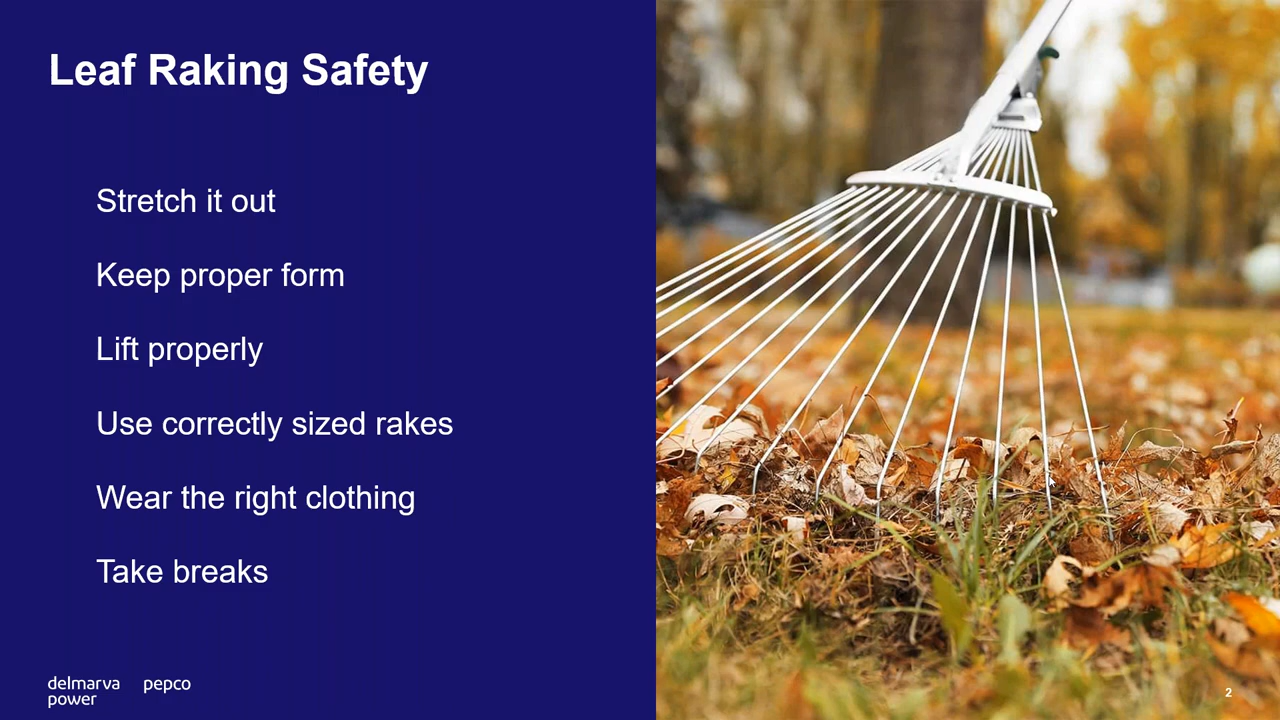 Leaf Raking Safety
Stretch it out
Keep proper form
Lift properly
Use correctly sized rakes
Wear the right clothing
Take breaks
delmarva power
pepco
2